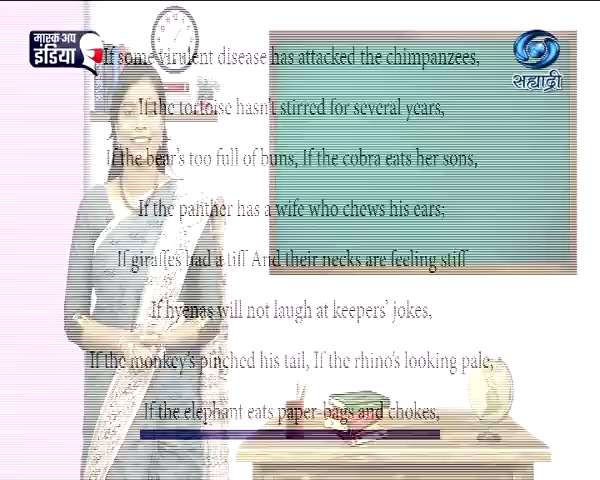 मास्क अप
इंडिया
सह्याद्री
If some virulent disease has attacked the chimpanzees,
If the tortoise hasn't stirred for several years,
If the bear's too full of buns, If the cobra eats her sons,
If the panther has a wife who chews his ears;
If giraffes had a tiff And their necks are feeling stiff
If hyenas will not laugh at keepers' jokes,
If the monkey's pinched his tail, If the rhino's looking pale,
If the elephant eats paper-bags and chokes,